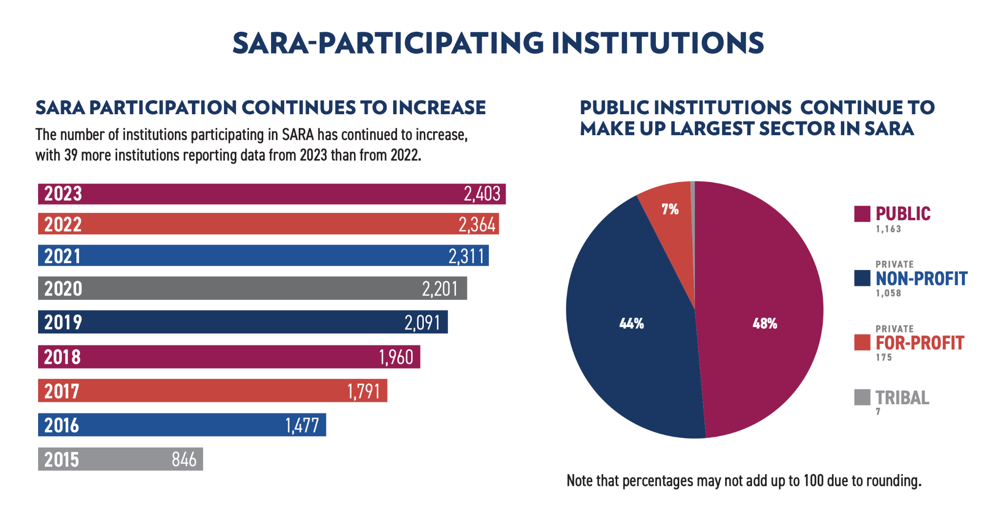 SARA-PARTICIPATING INSTITUTIONS
SARA PARTICIPATION CONTINUES TO INCREASE
The number of institutions participating in SARA has continued to increase,
with 39 more institutions reporting data from 2023 than from 2022.
2023 2,403
2022 2,364
2021 2,311
2020 2,201
2019 2,091
2018 1,960
2017 1,791
2016 1,477
2015 846
PUBLIC INSTITUTIONS CONTINUE TO
MAKE UP LARGEST SECTOR IN SARA
7%
44%
48%
PUBLIC
1,163
PRIVATE
NON-PROFIT
1,058
PRIVATE
FOR-PROFIT
175
TRIBAL
7
Note that percentages may not add up to 100 due to rounding.